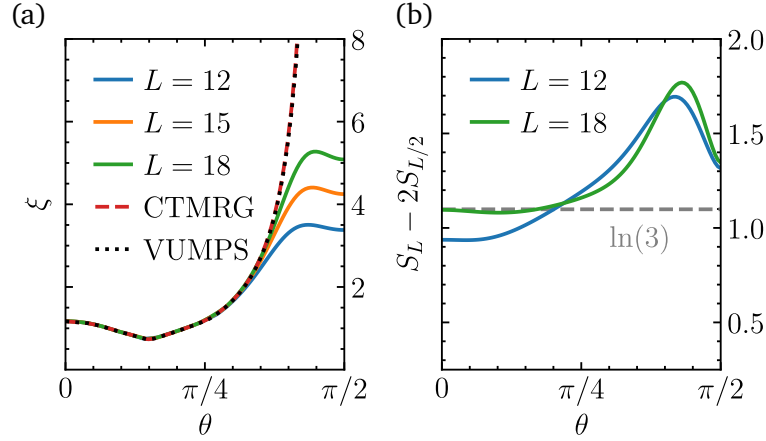 (a)
ξ
L = 12
L = 15
L = 18
CTMRG
VUMPS
8
6
4
2
0
π/4
π/2
θ
(b)
S_L − 2S_{L/2}
L = 12
L = 18
ln(3)
2.0
1.5
1.0
0.5
0
π/4
π/2
θ